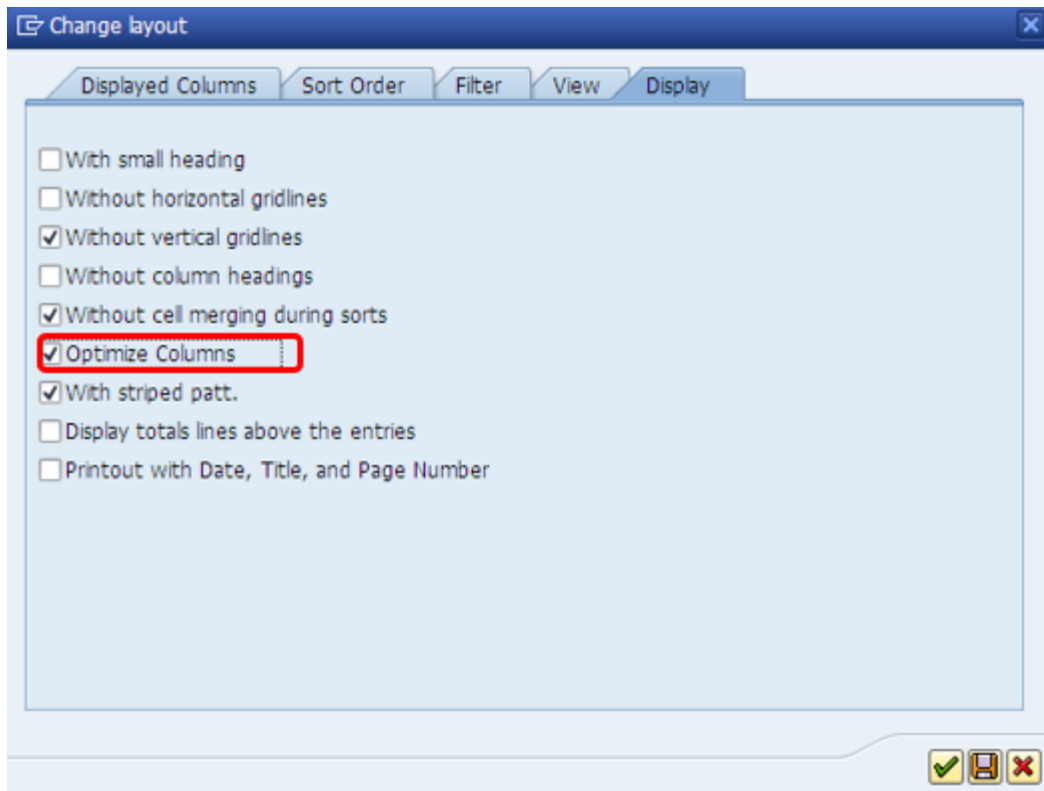 Change layout
Displayed Columns Sort Order Filter View Display
With small heading
Without horizontal gridlines
Without vertical gridlines
Without column headings
Without cell merging during sorts
Optimize Columns
With striped patt.
Display totals lines above the entries
Printout with Date, Title, and Page Number